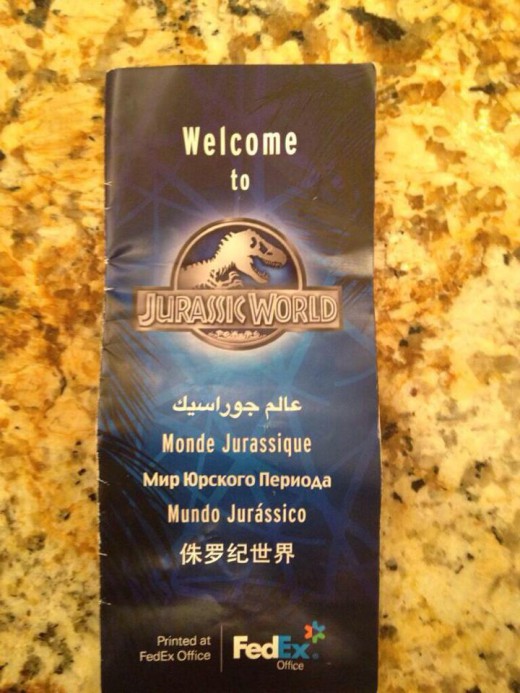 Welcome
to
JURASSIC WORLD
عالم جوراسيك
Monde Jurassique
Мир Юрского Периода
Mundo Jurássico
侏罗纪世界
Printed at
FedEx Office
FedEx®
Office